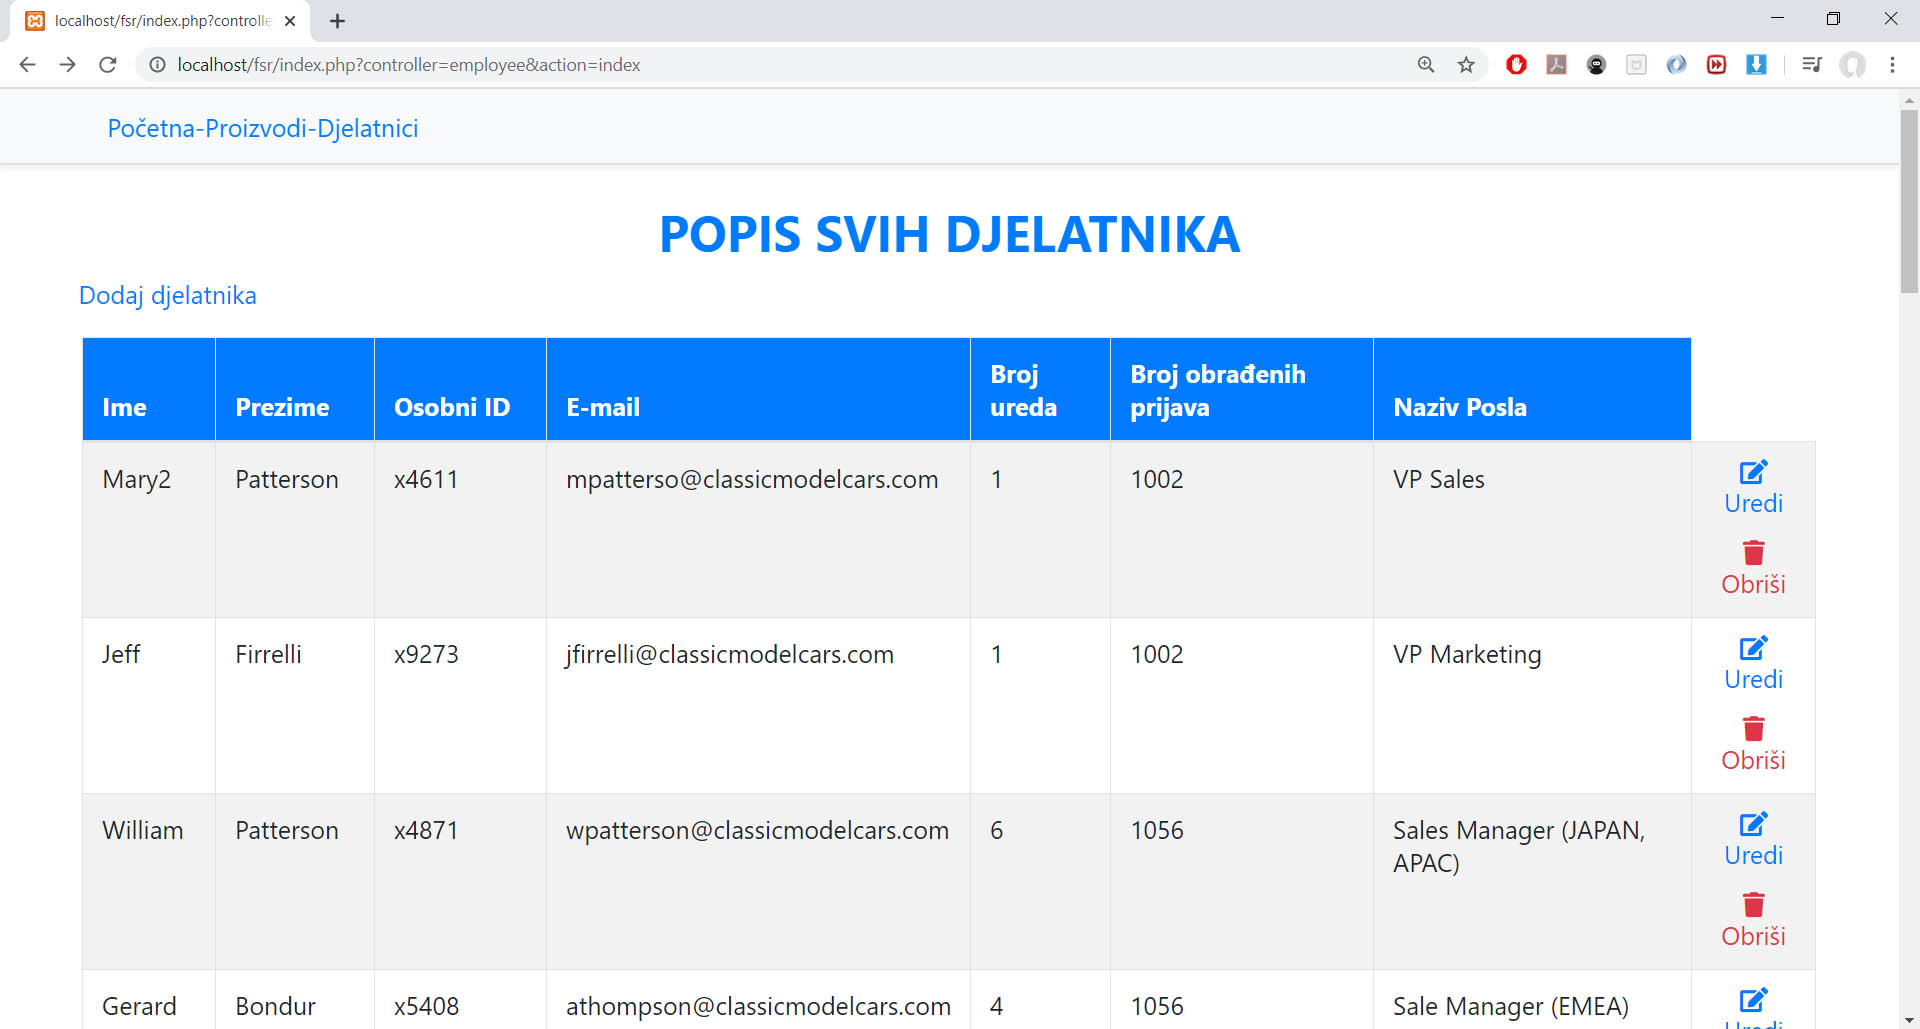 localhost/fsr/index.php?controlle
localhost/fsr/index.php?controller=employee&action=index
Početna-Proizvodi-Djelatnici
POPIS SVIH DJELATNIKA
Dodaj djelatnika
Ime Prezime Osobni ID E-mail Broj ureda Broj obrađenih prijava Naziv Posla
Mary2 Patterson x4611 mpatterso@classicmodelcars.com 1 1002 VP Sales
Uredi
Obriši
Jeff Firrelli x9273 jfirrelli@classicmodelcars.com 1 1002 VP Marketing
Uredi
Obriši
William Patterson x4871 wpatterson@classicmodelcars.com 6 1056 Sales Manager (JAPAN, APAC)
Uredi
Obriši
Gerard Bondur x5408 athompson@classicmodelcars.com 4 1056 Sale Manager (EMEA)